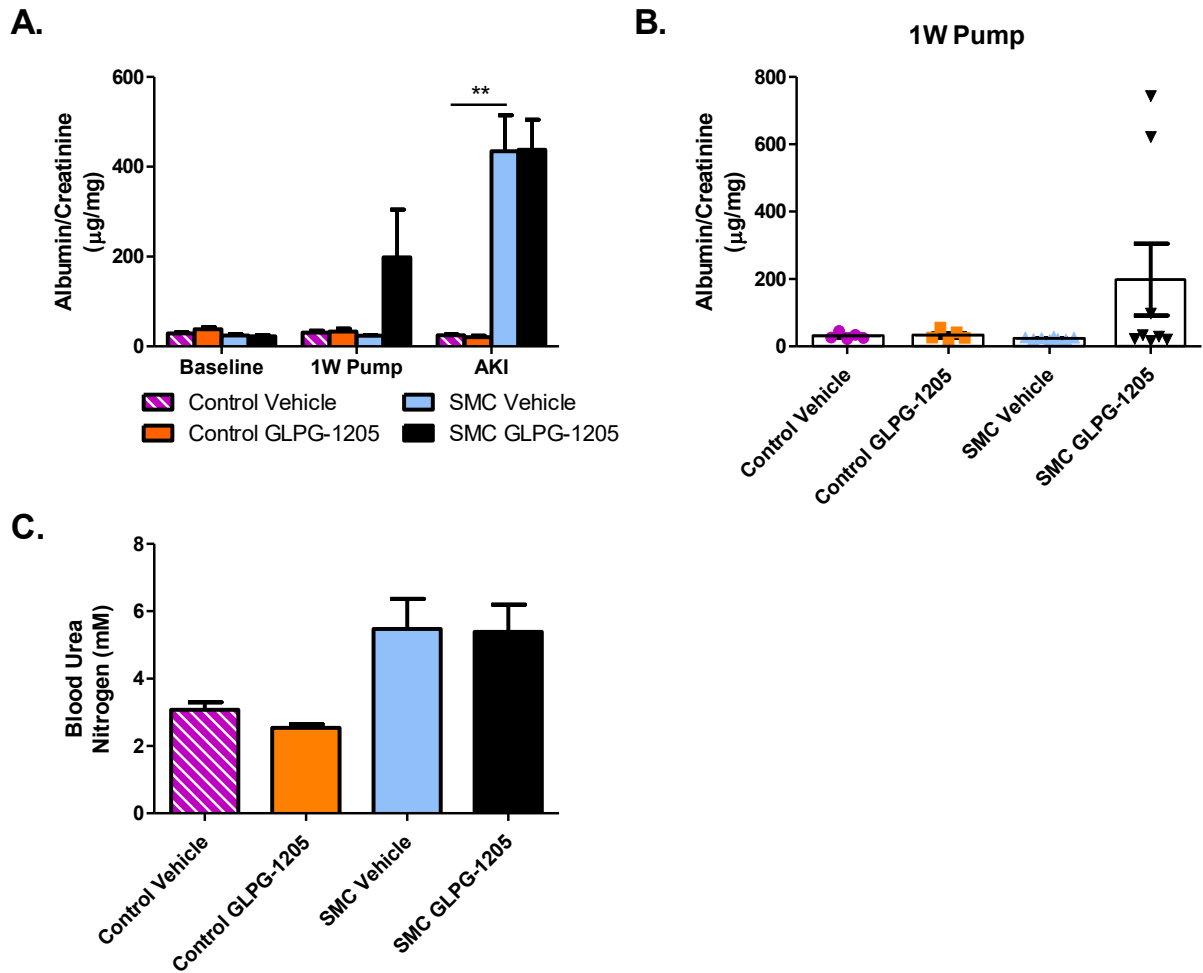 A.
600
400
200
0
Albumin/Creatinine
(µg/mg)
**
Baseline
1W Pump
AKI
Control Vehicle
SMC Vehicle
Control GLPG-1205
SMC GLPG-1205
B.
1W Pump
800
600
400
200
0
Albumin/Creatinine
(µg/mg)
Control Vehicle
Control GLPG-1205
SMC Vehicle
SMC GLPG-1205
C.
8
6
4
2
0
Blood Urea
Nitrogen (mM)
Control Vehicle
Control GLPG-1205
SMC Vehicle
SMC GLPG-1205